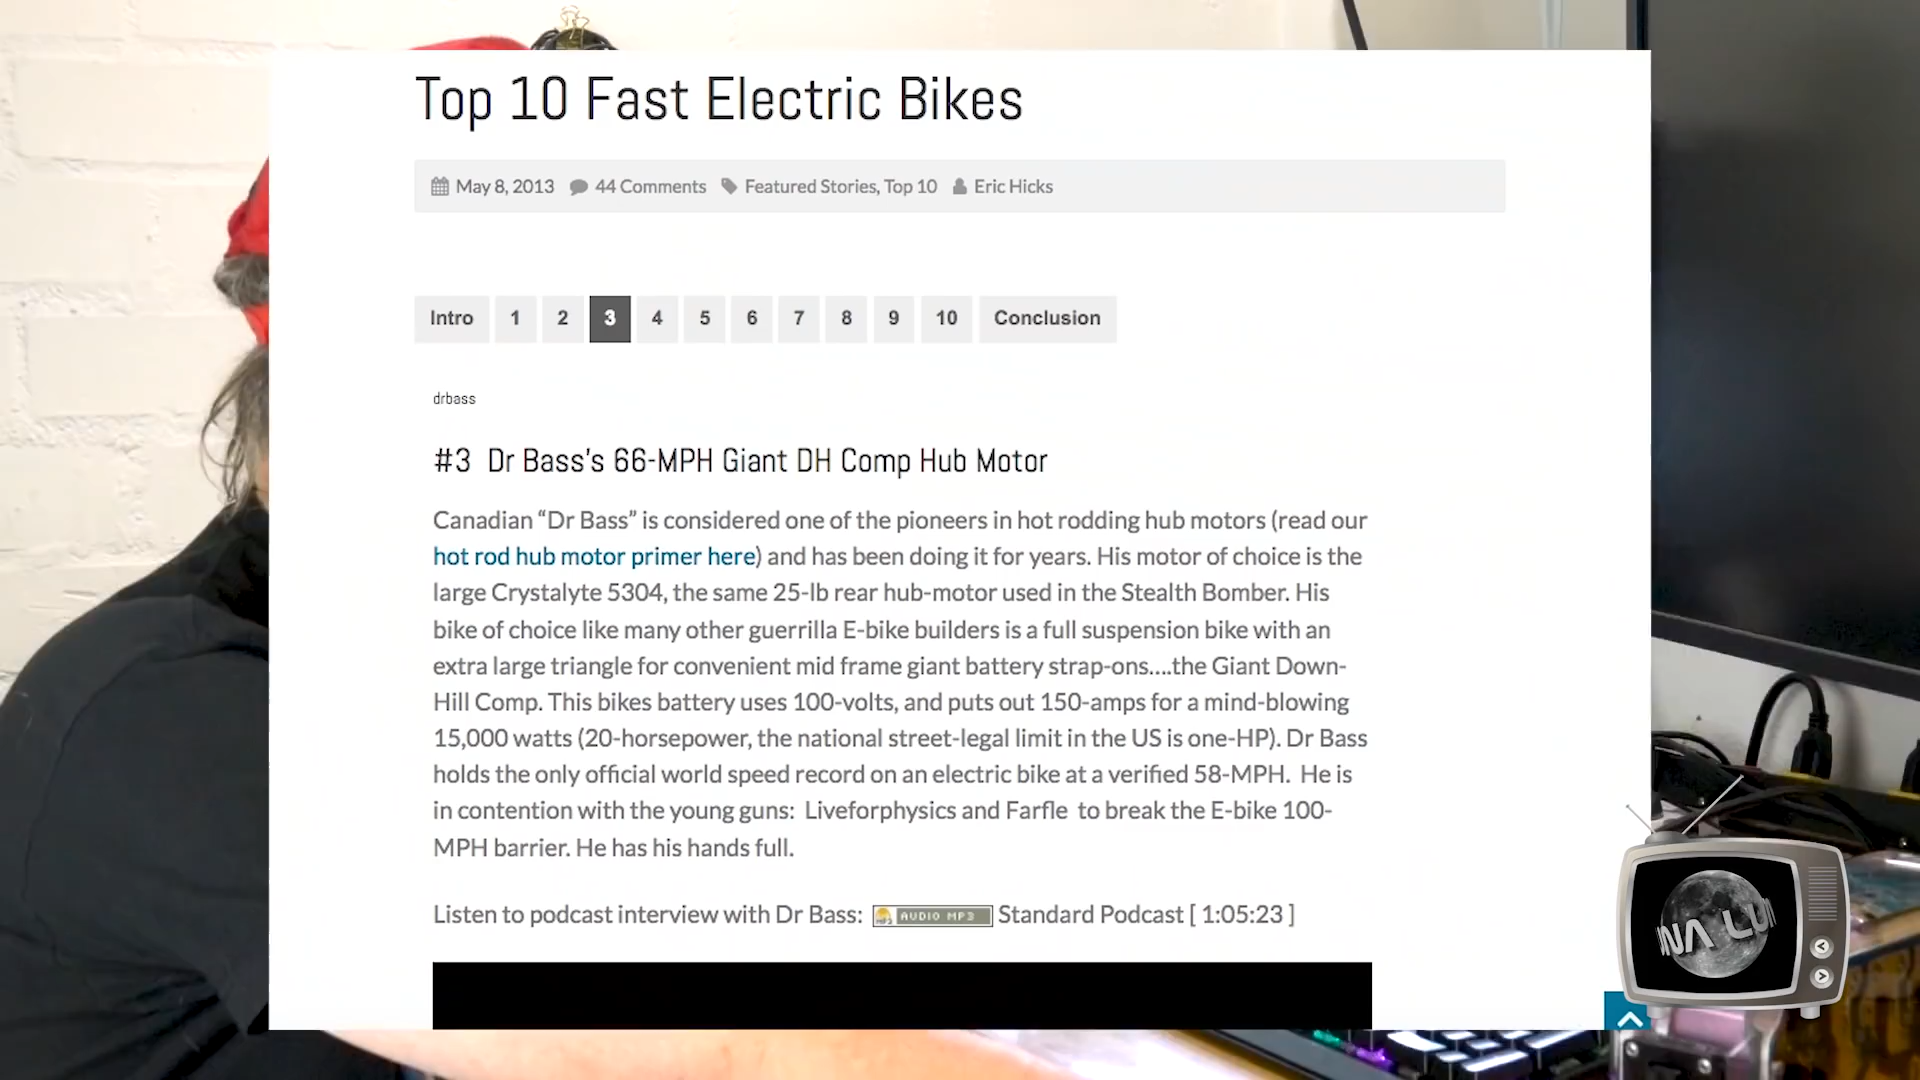 Top 10 Fast Electric Bikes
May 8, 2013 44 Comments Featured Stories, Top 10 Eric Hicks
Intro 1 2 3 4 5 6 7 8 9 10 Conclusion
drbass
#3 Dr Bass's 66-MPH Giant DH Comp Hub Motor
Canadian “Dr Bass” is considered one of the pioneers in hot rodding hub motors (read our
hot rod hub motor primer here) and has been doing it for years. His motor of choice is the
large Crystalyte 5304, the same 25-lb rear hub-motor used in the Stealth Bomber. His
bike of choice like many other guerrilla E-bike builders is a full suspension bike with an
extra large triangle for convenient mid frame giant battery strap-ons….the Giant Down-
Hill Comp. This bikes battery uses 100-volts, and puts out 150-amps for a mind-blowing
15,000 watts (20-horsepower, the national street-legal limit in the US is one-HP). Dr Bass
holds the only official world speed record on an electric bike at a verified 58-MPH. He is
in contention with the young guns: Liveforphysics and Farfle to break the E-bike 100-
MPH barrier. He has his hands full.
Listen to podcast interview with Dr Bass: AUDIO MP3 Standard Podcast [ 1:05:23 ]